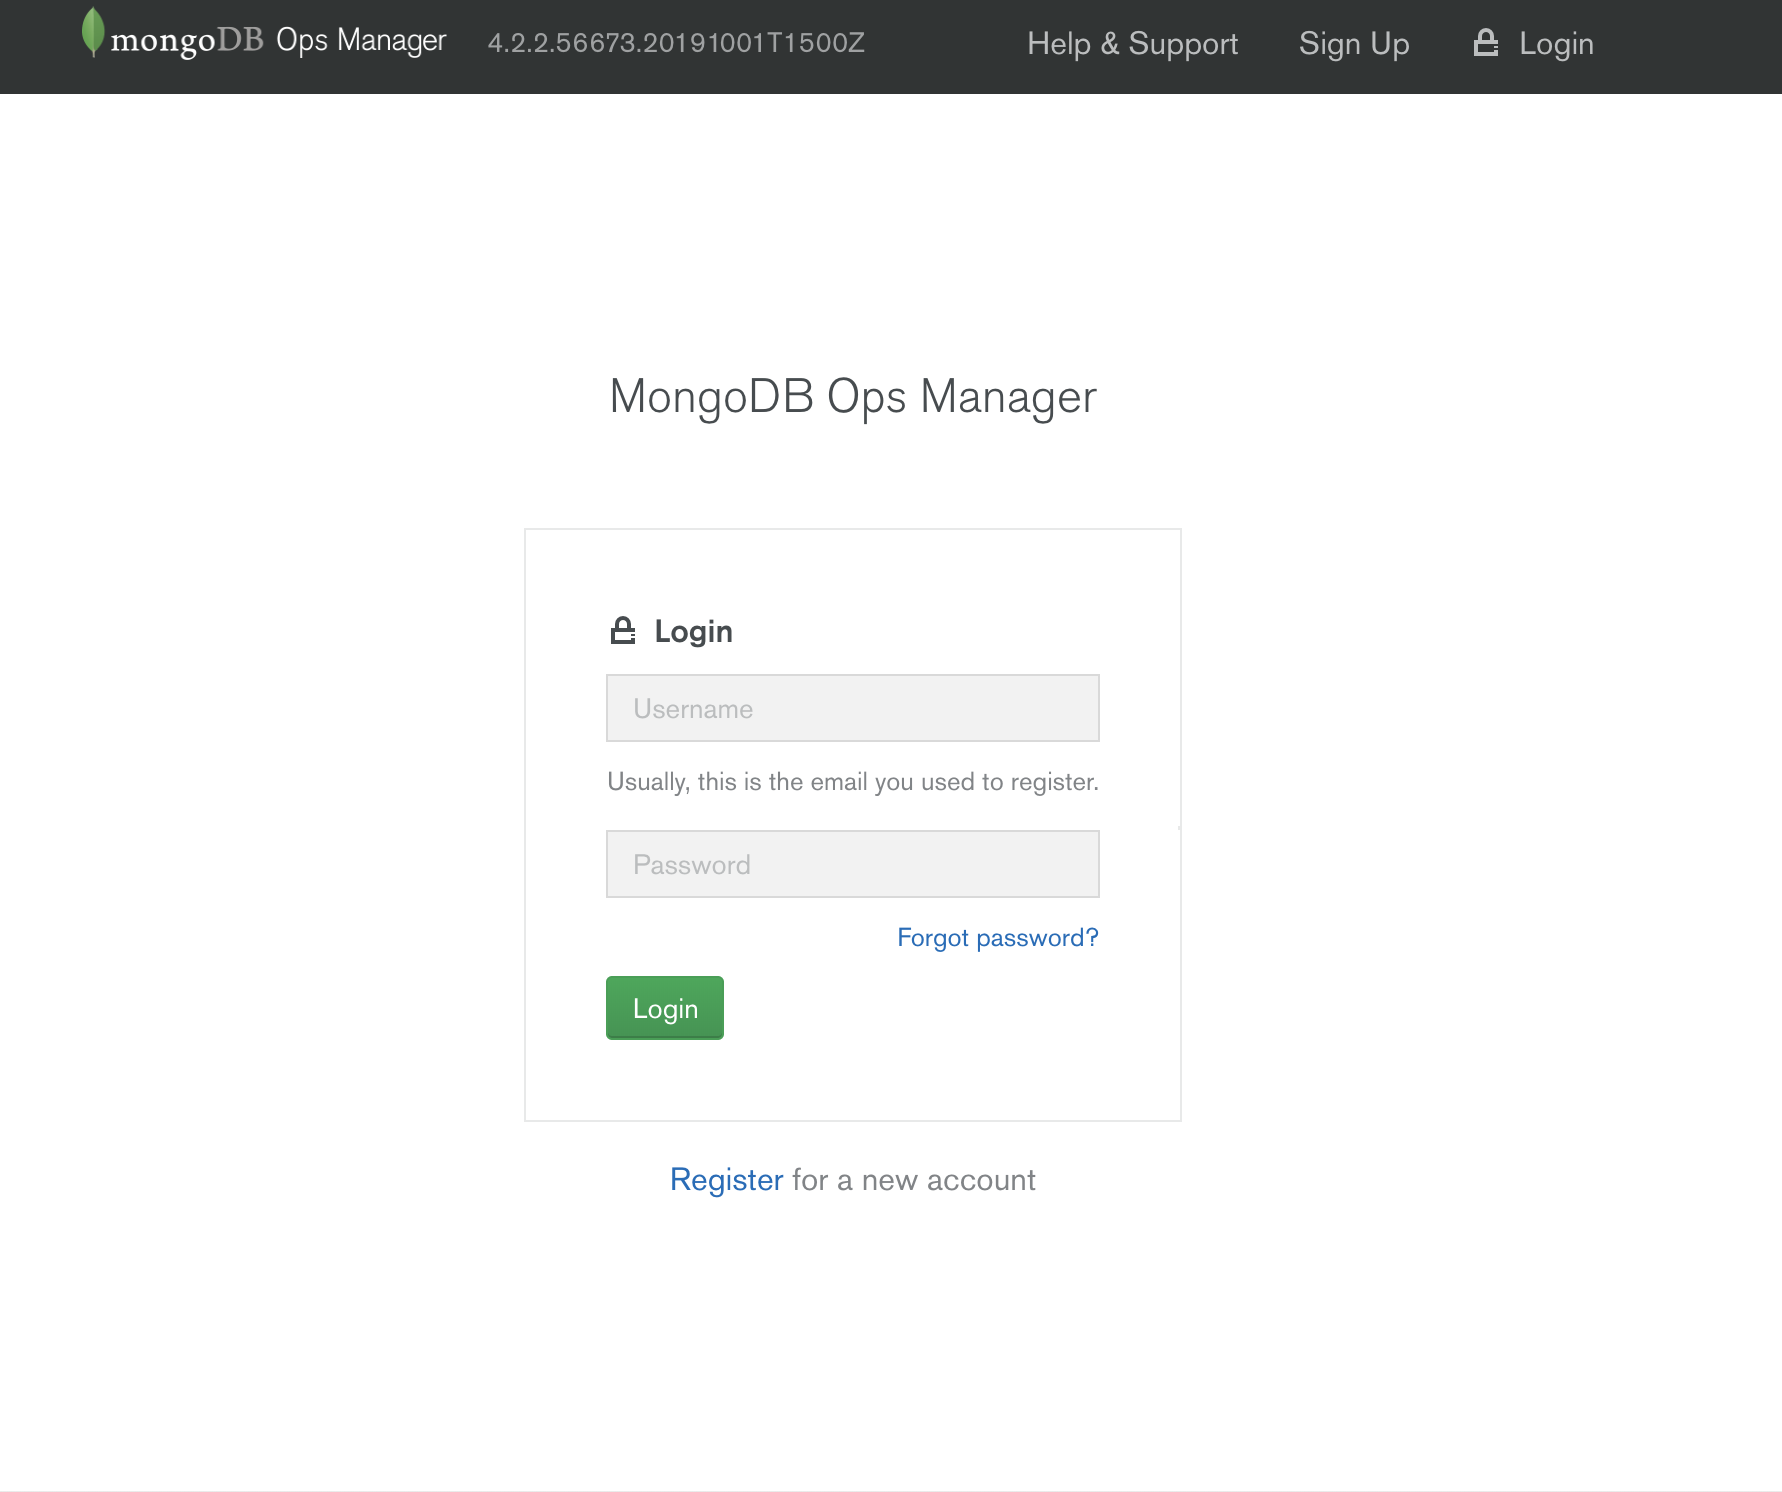 mongoDB Ops Manager 4.2.2.56673.20191001T1500Z Help & Support Sign Up Login
MongoDB Ops Manager
Login
Username
Usually, this is the email you used to register.
Password
Forgot password?
Login
Register for a new account